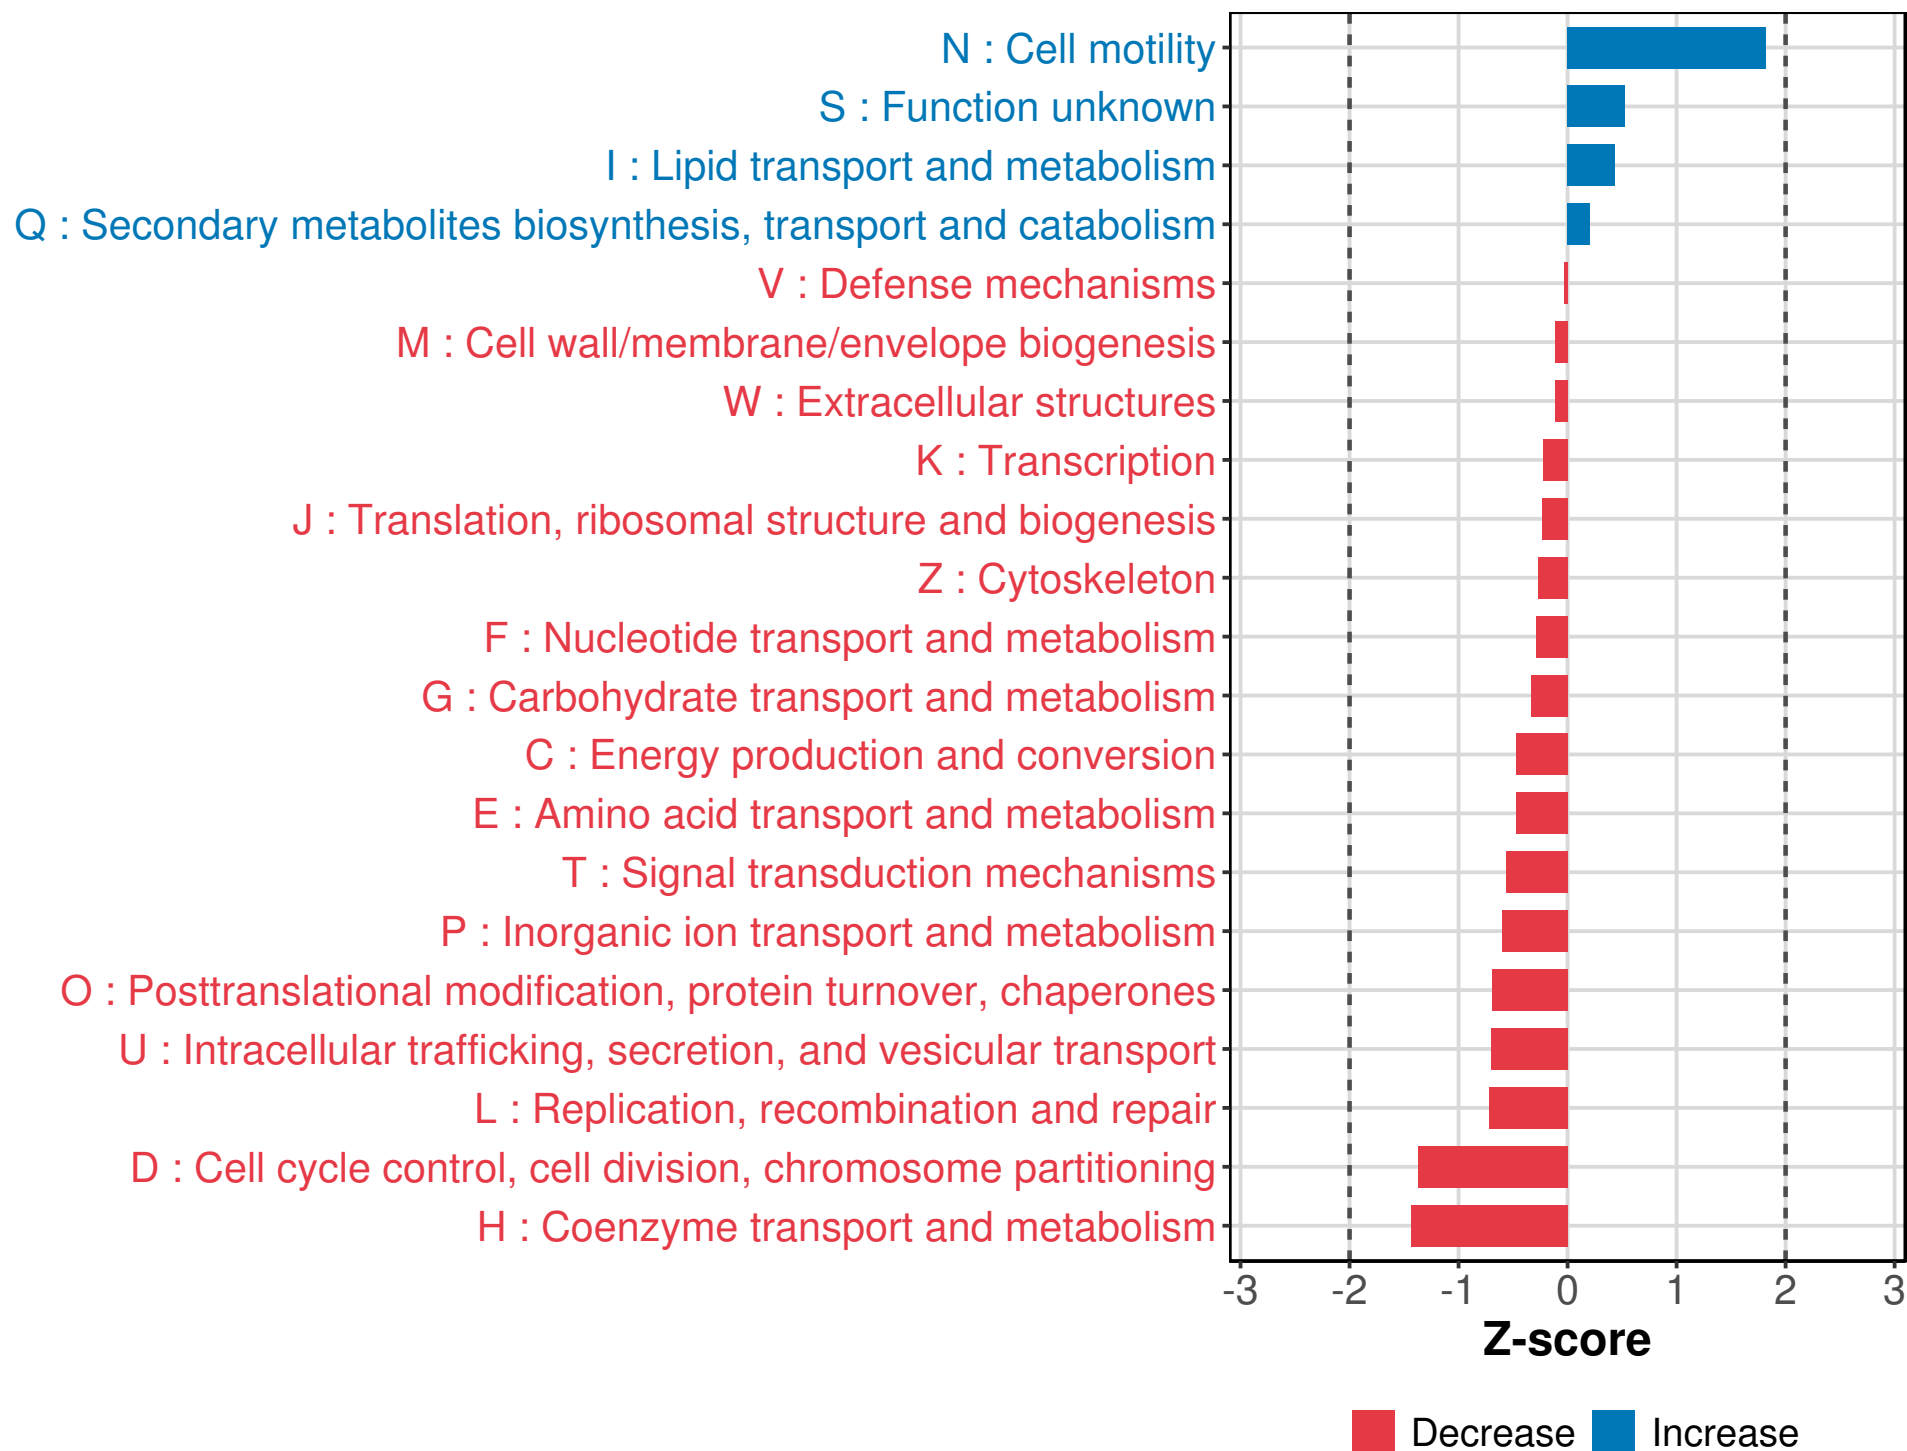 N : Cell motility
S : Function unknown
I : Lipid transport and metabolism
Q : Secondary metabolites biosynthesis, transport and catabolism
V : Defense mechanisms
M : Cell wall/membrane/envelope biogenesis
W : Extracellular structures
K : Transcription
J : Translation, ribosomal structure and biogenesis
Z : Cytoskeleton
F : Nucleotide transport and metabolism
G : Carbohydrate transport and metabolism
C : Energy production and conversion
E : Amino acid transport and metabolism
T : Signal transduction mechanisms
P : Inorganic ion transport and metabolism
O : Posttranslational modification, protein turnover, chaperones
U : Intracellular trafficking, secretion, and vesicular transport
L : Replication, recombination and repair
D : Cell cycle control, cell division, chromosome partitioning
H : Coenzyme transport and metabolism
-3 -2 -1 0 1 2 3
Z-score
Decrease Increase